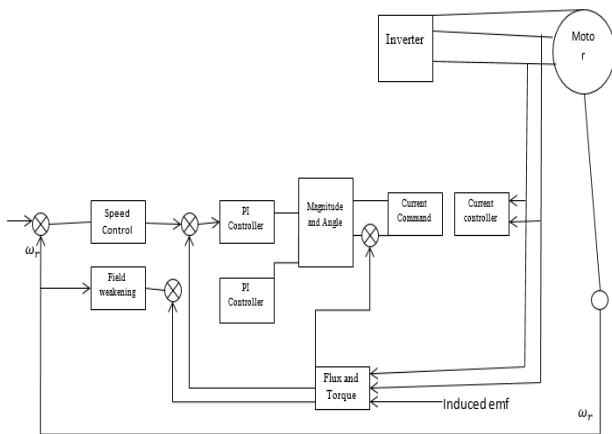 Inverter
Moto
r
Speed
Control
PI
Controller
Magnitude
and Angle
Current
Command
Current
controller
ω_r
Field
weakening
PI
Controller
Flux and
Torque
Induced emf
ω_r